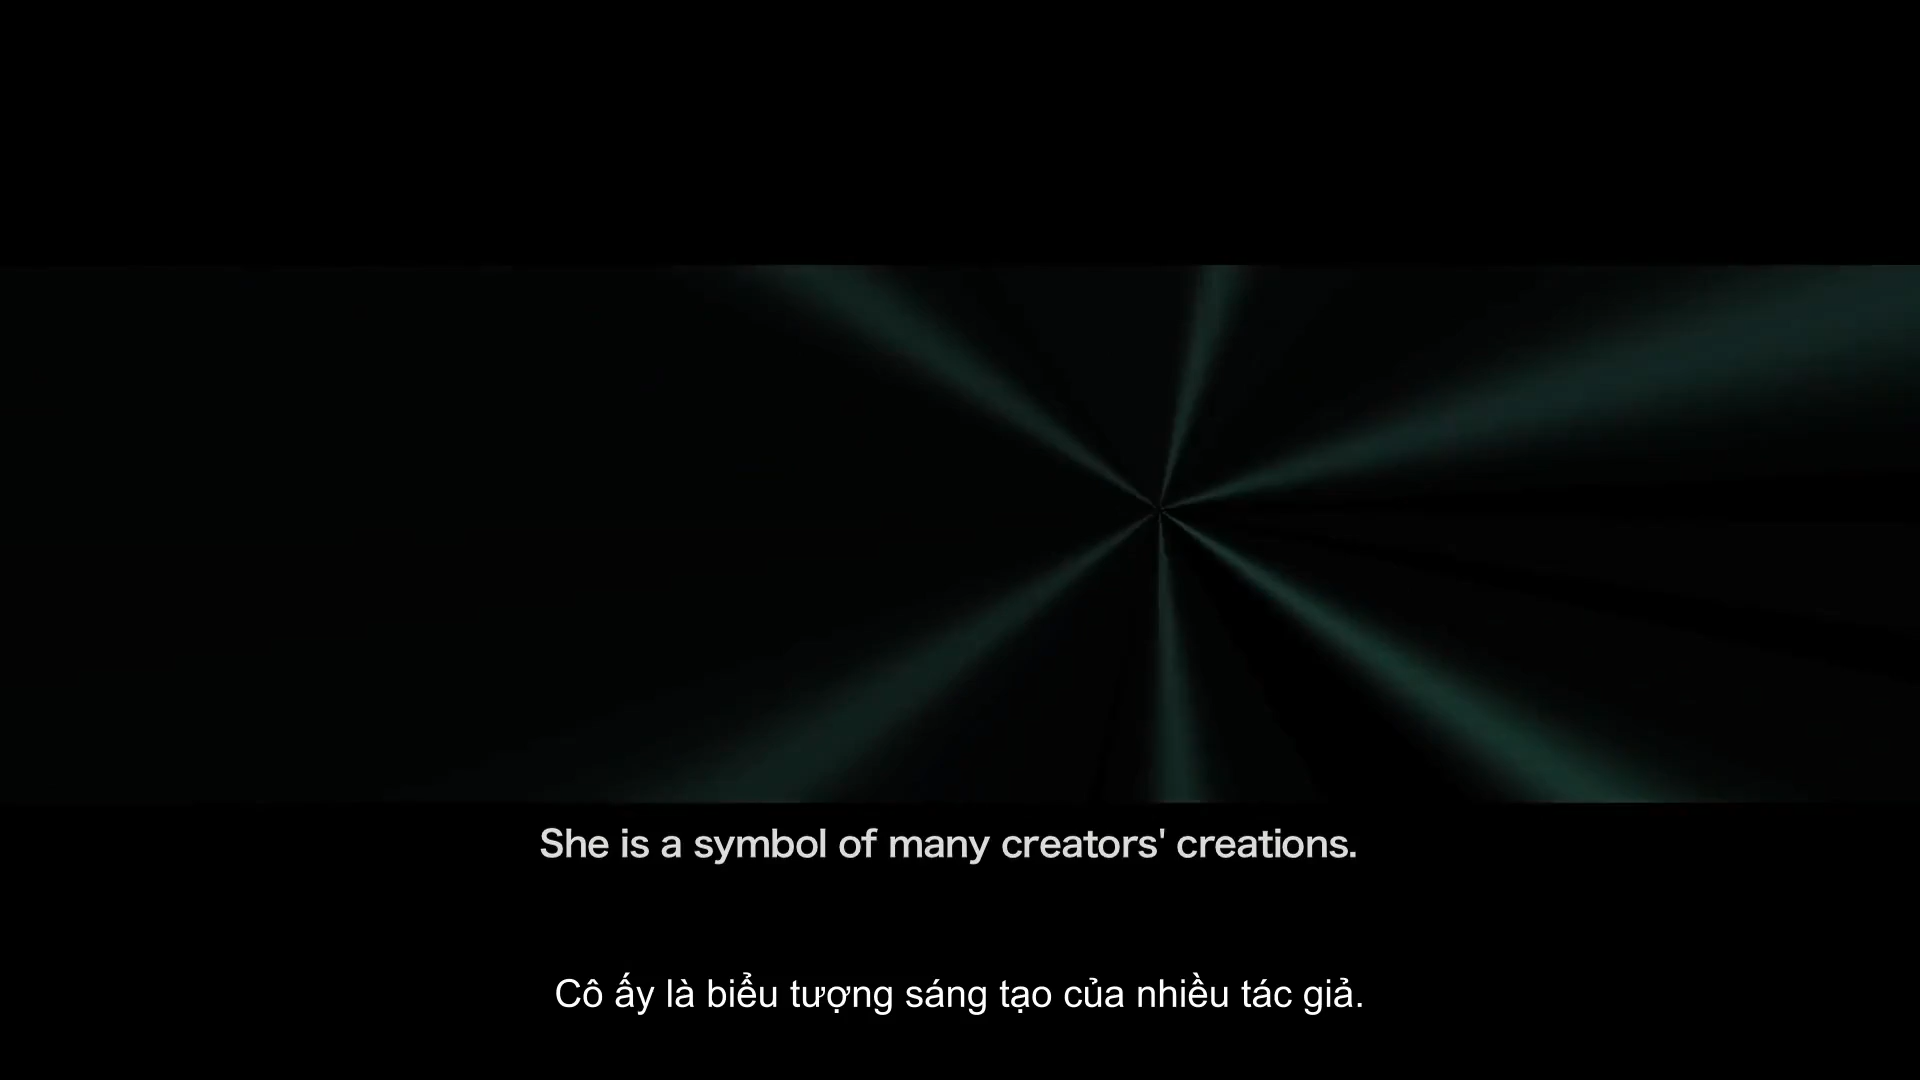 She is a symbol of many creators' creations.
Cô ấy là biểu tượng sáng tạo của nhiều tác giả.